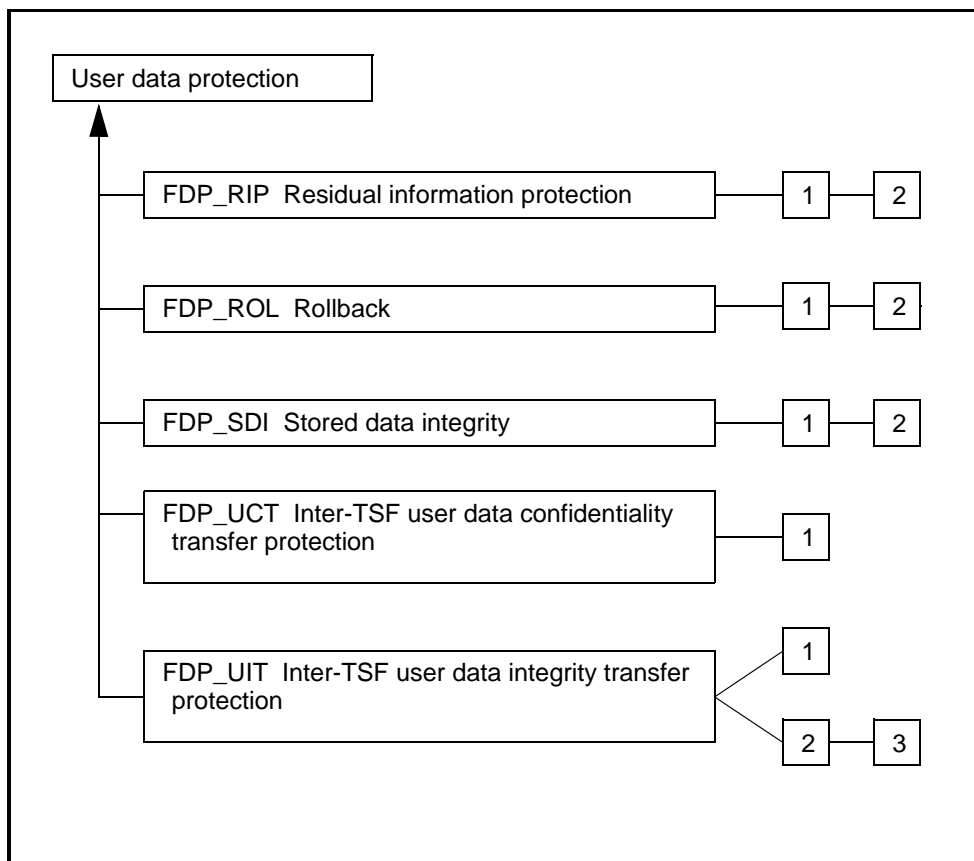 User data protection
FDP_RIP Residual information protection 1 2
FDP_ROL Rollback 1 2
FDP_SDI Stored data integrity 1 2
FDP_UCT Inter-TSF user data confidentiality
transfer protection 1
FDP_UIT Inter-TSF user data integrity transfer
protection
1
2 3